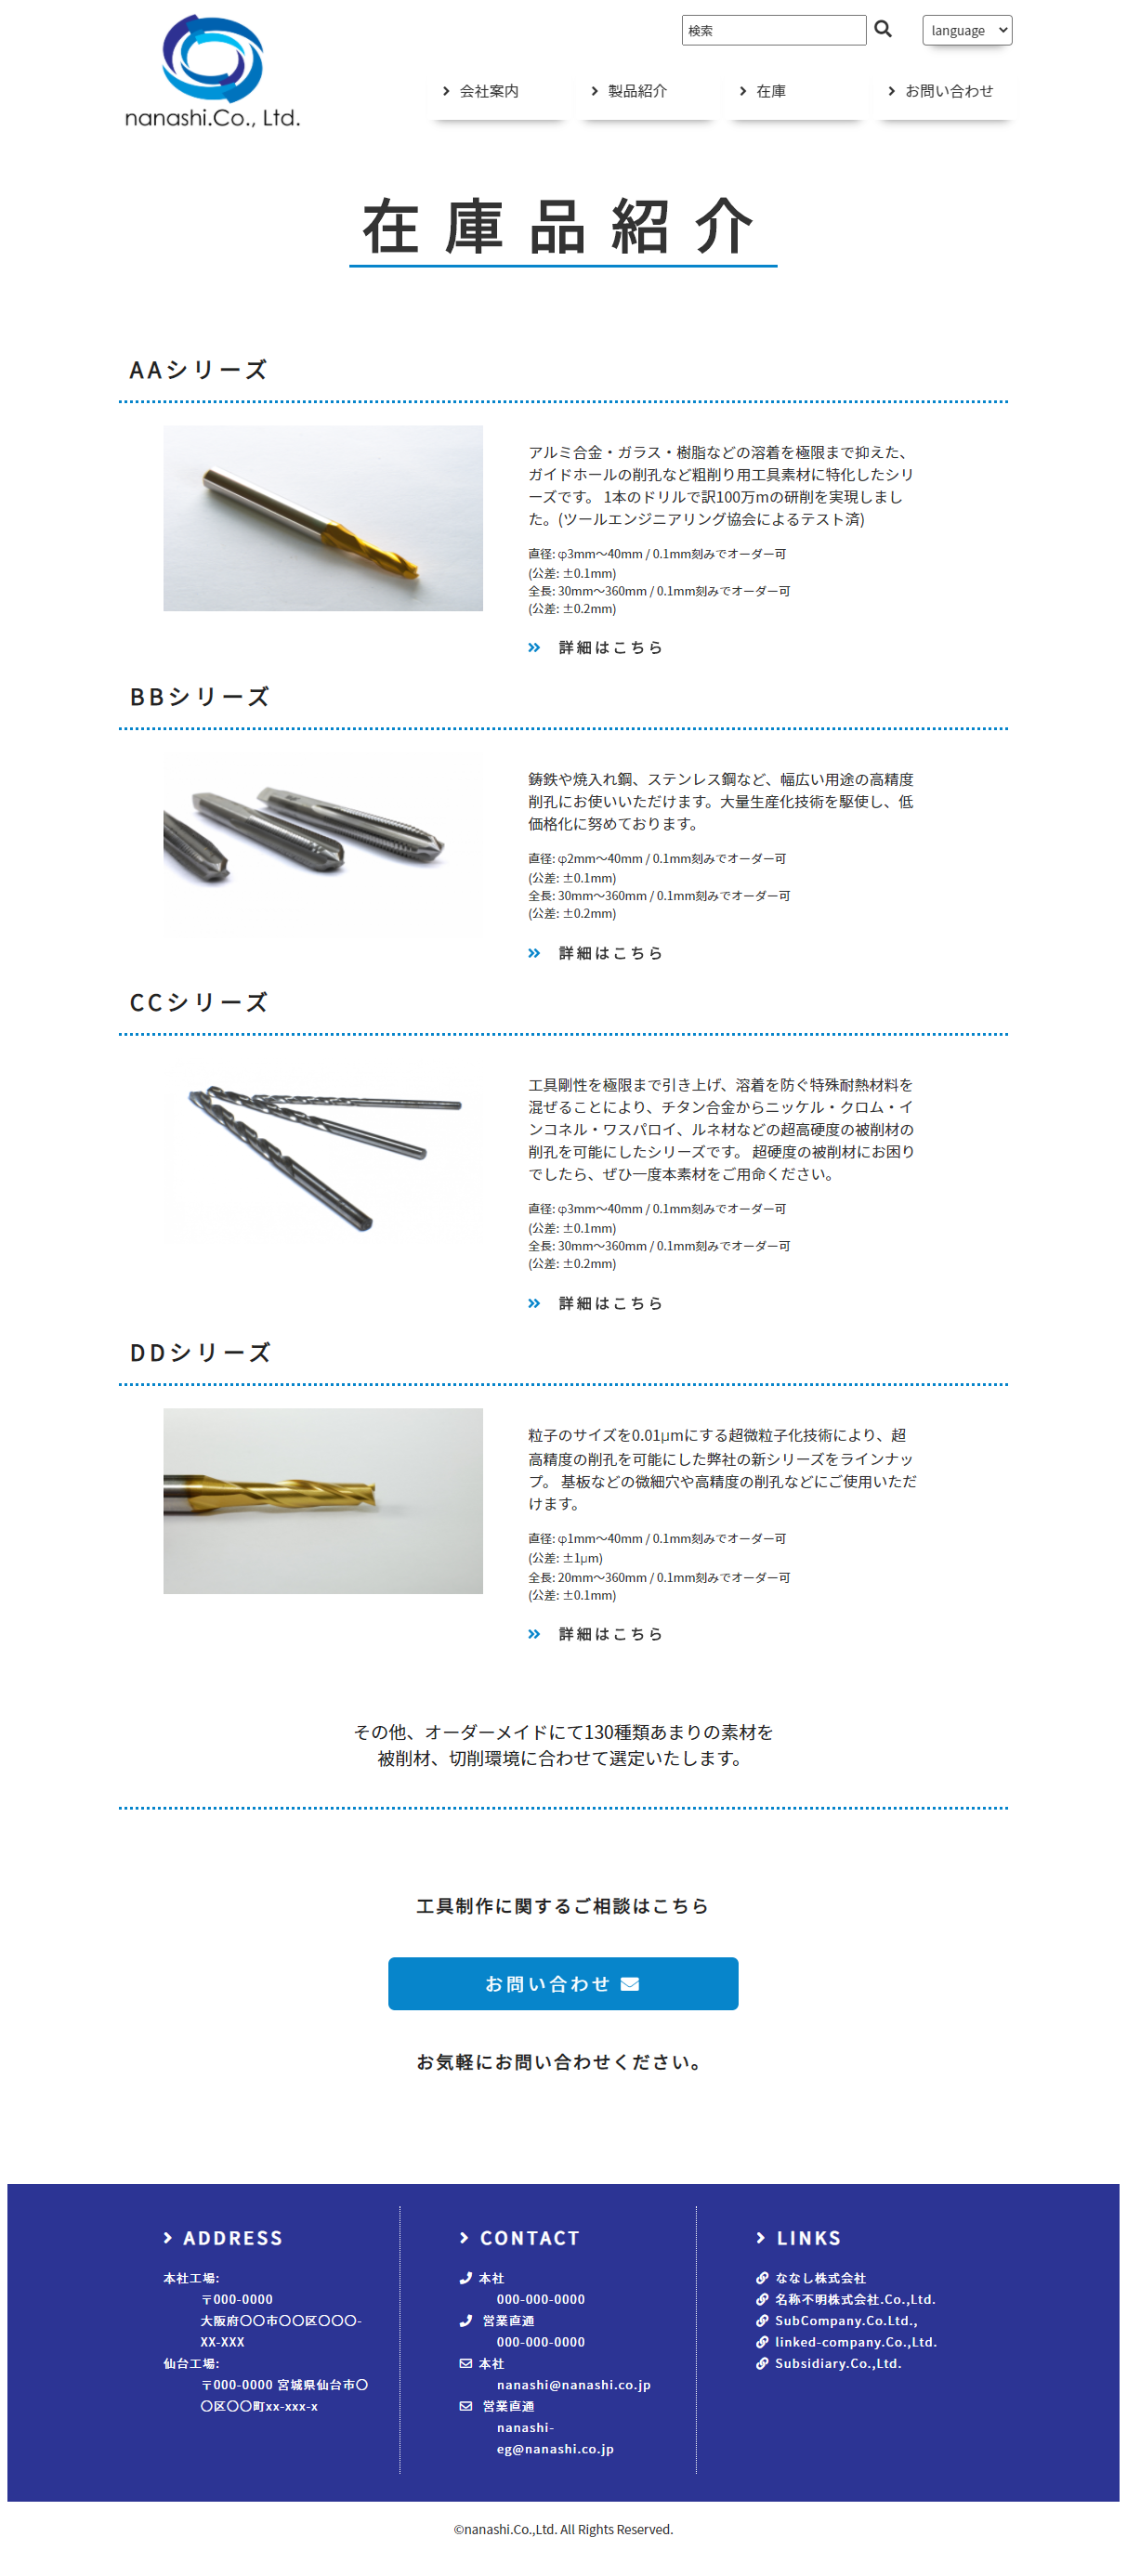 nanashi.Co., Ltd.
検索
language
会社案内
製品紹介
在庫
お問い合わせ
在庫品紹介
AAシリーズ
アルミ合金・ガラス・樹脂などの溶着を極限まで抑えた、
ガイドホールの削孔など粗削り用工具素材に特化したシリ
ーズです。 1本のドリルで訳100万mの研削を実現しまし
た。(ツールエンジニアリング協会によるテスト済)
直径: φ3mm〜40mm / 0.1mm刻みでオーダー可
(公差: ±0.1mm)
全長: 30mm〜360mm / 0.1mm刻みでオーダー可
(公差: ±0.2mm)
詳細はこちら
BBシリーズ
鋳鉄や焼入れ鋼、ステンレス鋼など、幅広い用途の高精度
削孔にお使いいただけます。大量生産化技術を駆使し、低
価格化に努めております。
直径: φ2mm〜40mm / 0.1mm刻みでオーダー可
(公差: ±0.1mm)
全長: 30mm〜360mm / 0.1mm刻みでオーダー可
(公差: ±0.2mm)
詳細はこちら
CCシリーズ
工具剛性を極限まで引き上げ、溶着を防ぐ特殊耐熱材料を
混ぜることにより、チタン合金からニッケル・クロム・イ
ンコネル・ワスパロイ、ルネ材などの超高硬度の被削材の
削孔を可能にしたシリーズです。 超硬度の被削材にお困り
でしたら、ぜひ一度本素材をご用命ください。
直径: φ3mm〜40mm / 0.1mm刻みでオーダー可
(公差: ±0.1mm)
全長: 30mm〜360mm / 0.1mm刻みでオーダー可
(公差: ±0.2mm)
詳細はこちら
DDシリーズ
粒子のサイズを0.01μmにする超微粒子化技術により、超
高精度の削孔を可能にした弊社の新シリーズをラインナッ
プ。 基板などの微細穴や高精度の削孔などにご使用いただ
けます。
直径: φ1mm〜40mm / 0.1mm刻みでオーダー可
(公差: ±1μm)
全長: 20mm〜360mm / 0.1mm刻みでオーダー可
(公差: ±0.1mm)
詳細はこちら
その他、オーダーメイドにて130種類あまりの素材を
被削材、切削環境に合わせて選定いたします。
工具制作に関するご相談はこちら
お問い合わせ
お気軽にお問い合わせください。
ADDRESS
本社工場:
〒000-0000
大阪府〇〇市〇〇区〇〇〇-
XX-XXX
仙台工場:
〒000-0000 宮城県仙台市〇
〇区〇〇町xx-xxx-x
CONTACT
本社
000-000-0000
営業直通
000-000-0000
本社
nanashi@nanashi.co.jp
営業直通
nanashi-
eg@nanashi.co.jp
LINKS
ななし株式会社
名称不明株式会社.Co.,Ltd.
SubCompany.Co.Ltd.,
linked-company.Co.,Ltd.
Subsidiary.Co.,Ltd.
©nanashi.Co.,Ltd. All Rights Reserved.